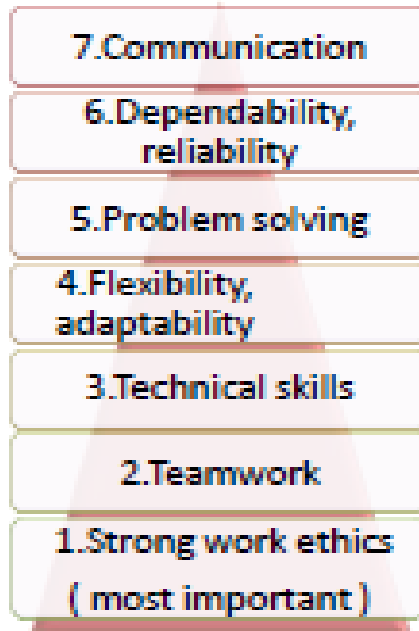 7.Communication
6.Dependability,
reliability
5.Problem solving
4.Flexibility,
adaptability
3.Technical skills
2.Teamwork
1.Strong work ethics
( most important )